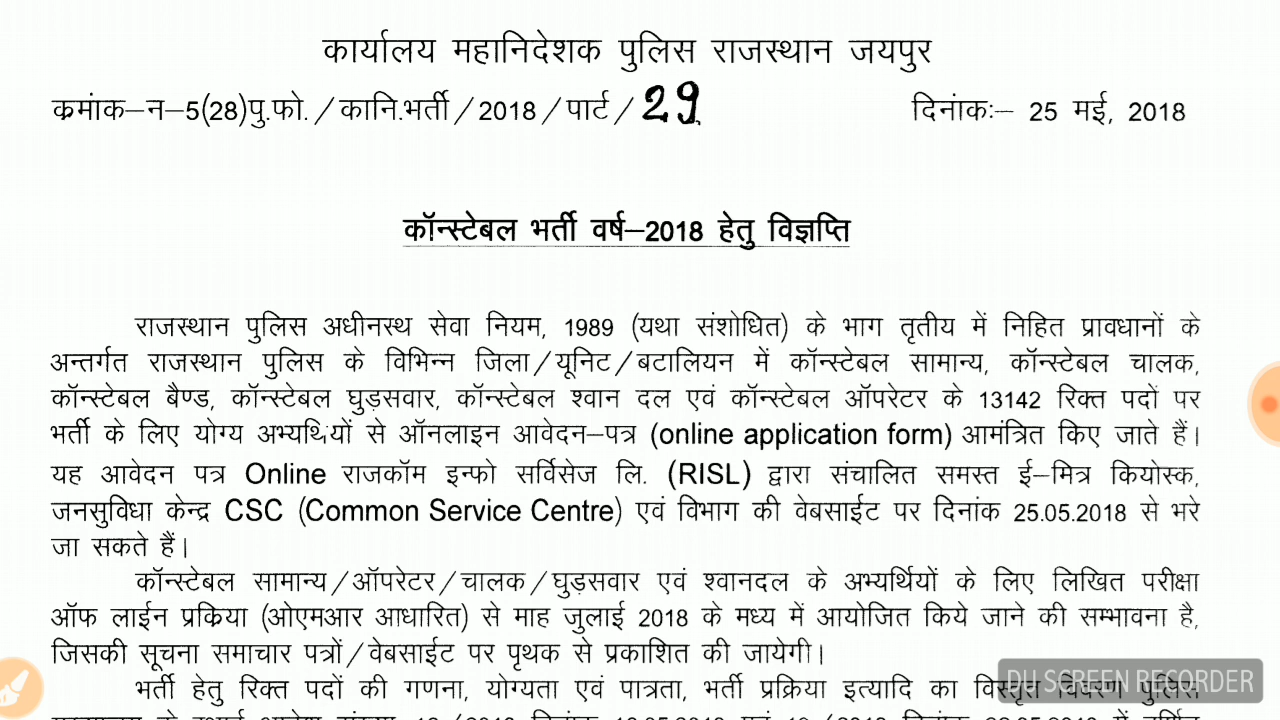 कार्यालय महानिदेशक पुलिस राजस्थान जयपुर
कमांक–न–5(28)पु.फो./कानि.भर्ती/2018/पार्ट/29 दिनांकः– 25 मई, 2018
कॉन्स्टेबल भर्ती वर्ष–2018 हेतु विज्ञप्ति
राजस्थान पुलिस अधीनस्थ सेवा नियम, 1989 (यथा संशोधित) के भाग तृतीय में निहित प्रावधानों के
अन्तर्गत राजस्थान पुलिस के विभिन्न जिला/यूनिट/बटालियन में कॉन्स्टेबल सामान्य, कॉन्स्टेबल चालक,
कॉन्स्टेबल बैण्ड, कॉन्स्टेबल घुड़सवार, कॉन्स्टेबल श्वान दल एवं कॉन्स्टेबल ऑपरेटर के 13142 रिक्त पदों पर
भर्ती के लिए योग्य अभ्यर्थियों से ऑनलाइन आवेदन–पत्र (online application form) आमंत्रित किए जाते हैं।
यह आवेदन पत्र Online राजकॉम इन्फो सर्विसेज लि. (RISL) द्वारा संचालित समस्त ई–मित्र कियोस्क,
जनसुविधा केन्द्र CSC (Common Service Centre) एवं विभाग की वेबसाईट पर दिनांक 25.05.2018 से भरे
जा सकते हैं।
कॉन्स्टेबल सामान्य/ऑपरेटर/चालक/घुड़सवार एवं श्वानदल के अभ्यर्थियों के लिए लिखित परीक्षा
ऑफ लाईन प्रकिया (ओएमआर आधारित) से माह जुलाई 2018 के मध्य में आयोजित किये जाने की सम्भावना है,
जिसकी सूचना समाचार पत्रों/वेबसाईट पर पृथक से प्रकाशित की जायेगी।
भर्ती हेतु रिक्त पदों की गणना, योग्यता एवं पात्रता, भर्ती प्रकिया इत्यादि का विस्तृत विवरण पुलिस
DU SCREEN RECORDER